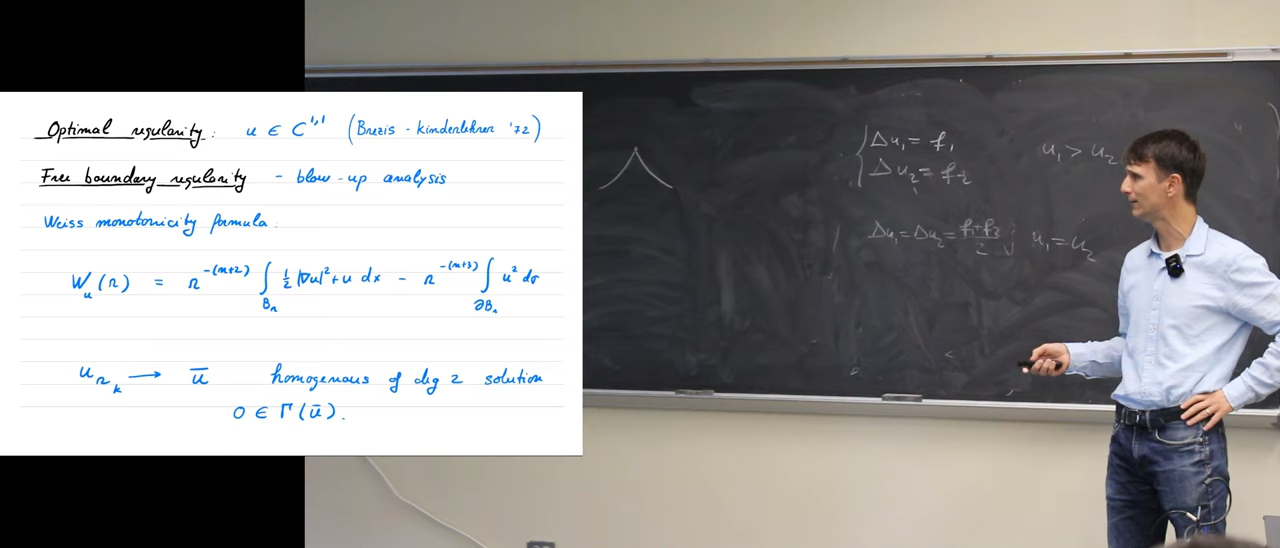 Optimal regularity: u ∈ C^{1,1} (Brezis - Kinderlehrer '72)
Free boundary regularity - blow-up analysis
Weiss monotonicity formula:
W_u(r) = r^{-(n+2)} ∫_{B_r} 1/2 |∇u|² + u dx - r^{-(n+3)} ∫_{∂B_r} u² dσ
u_{r_k} → ū homogenous of deg 2 solution
0 ∈ Γ(ū).
Δu₁ = f₁
Δu₂ = f₂
u₁ > u₂
Δu₁ = Δu₂ = (f₁+f₂)/2 ; u₁ = u₂